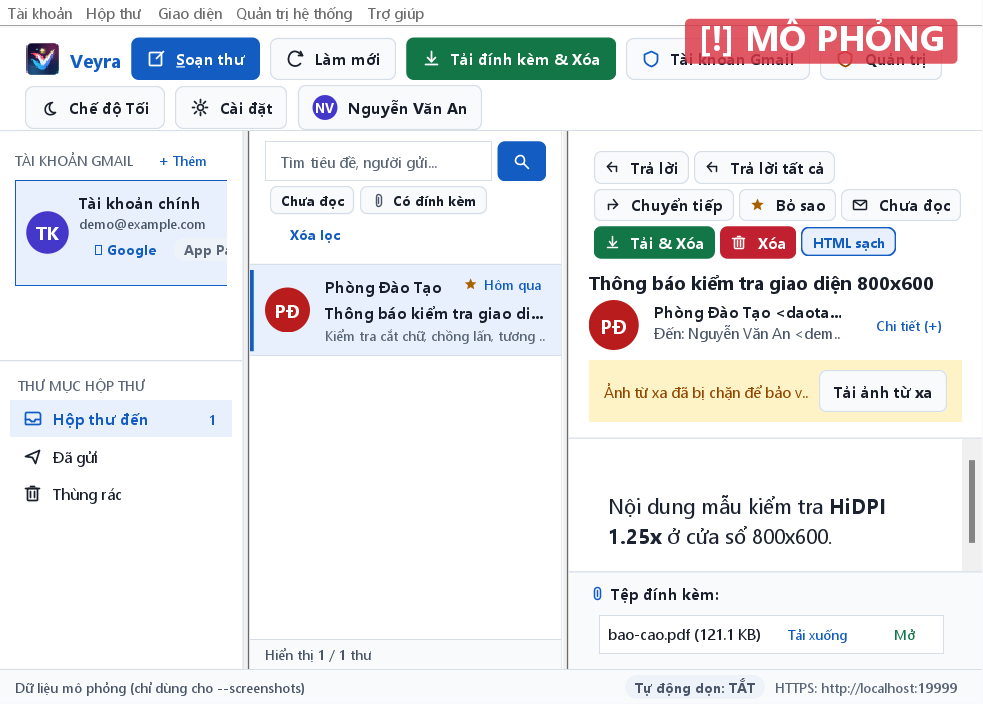 Tài khoản Hộp thư Giao diện Quản trị hệ thống Trợ giúp
Veyra Soạn thư Làm mới Tải đính kèm & Xóa Tài khoản Gmail Quản trị
[!] MÔ PHỎNG
Chế độ Tối Cài đặt NV Nguyễn Văn An
TÀI KHOẢN GMAIL + Thêm
TK
Tài khoản chính
demo@example.com
Google App
THƯ MỤC HỘP THƯ
Hộp thư đến 1
Đã gửi
Thùng rác
Tìm tiêu đề, người gửi...
Chưa đọc Có đính kèm
Xóa lọc
PĐ
Phòng Đào Tạo Hôm qua
Thông báo kiểm tra giao di...
Kiểm tra cắt chữ, chồng lấn, tương ..
Hiển thị 1 / 1 thư
Trả lời Trả lời tất cả
Chuyển tiếp Bỏ sao Chưa đọc
Tải & Xóa Xóa HTML sạch
Thông báo kiểm tra giao diện 800x600
PĐ
Phòng Đào Tạo <daota...
Đến: Nguyễn Văn An <dem..
Chi tiết (+)
Ảnh từ xa đã bị chặn để bảo v.. Tải ảnh từ xa
Nội dung mẫu kiểm tra HiDPI
1.25x ở cửa sổ 800x600.
Tệp đính kèm:
bao-cao.pdf (121.1 KB) Tải xuống Mở
Dữ liệu mô phỏng (chỉ dùng cho --screenshots) Tự động dọn: TẮT HTTPS: http://localhost:19999